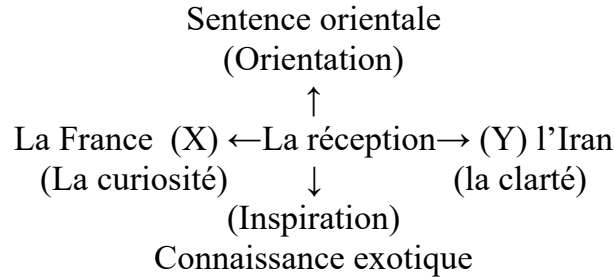 Sentence orientale
(Orientation)
↑
La France (X) ←La réception→ (Y) l’Iran
(La curiosité) ↓ (la clarté)
(Inspiration)
Connaissance exotique